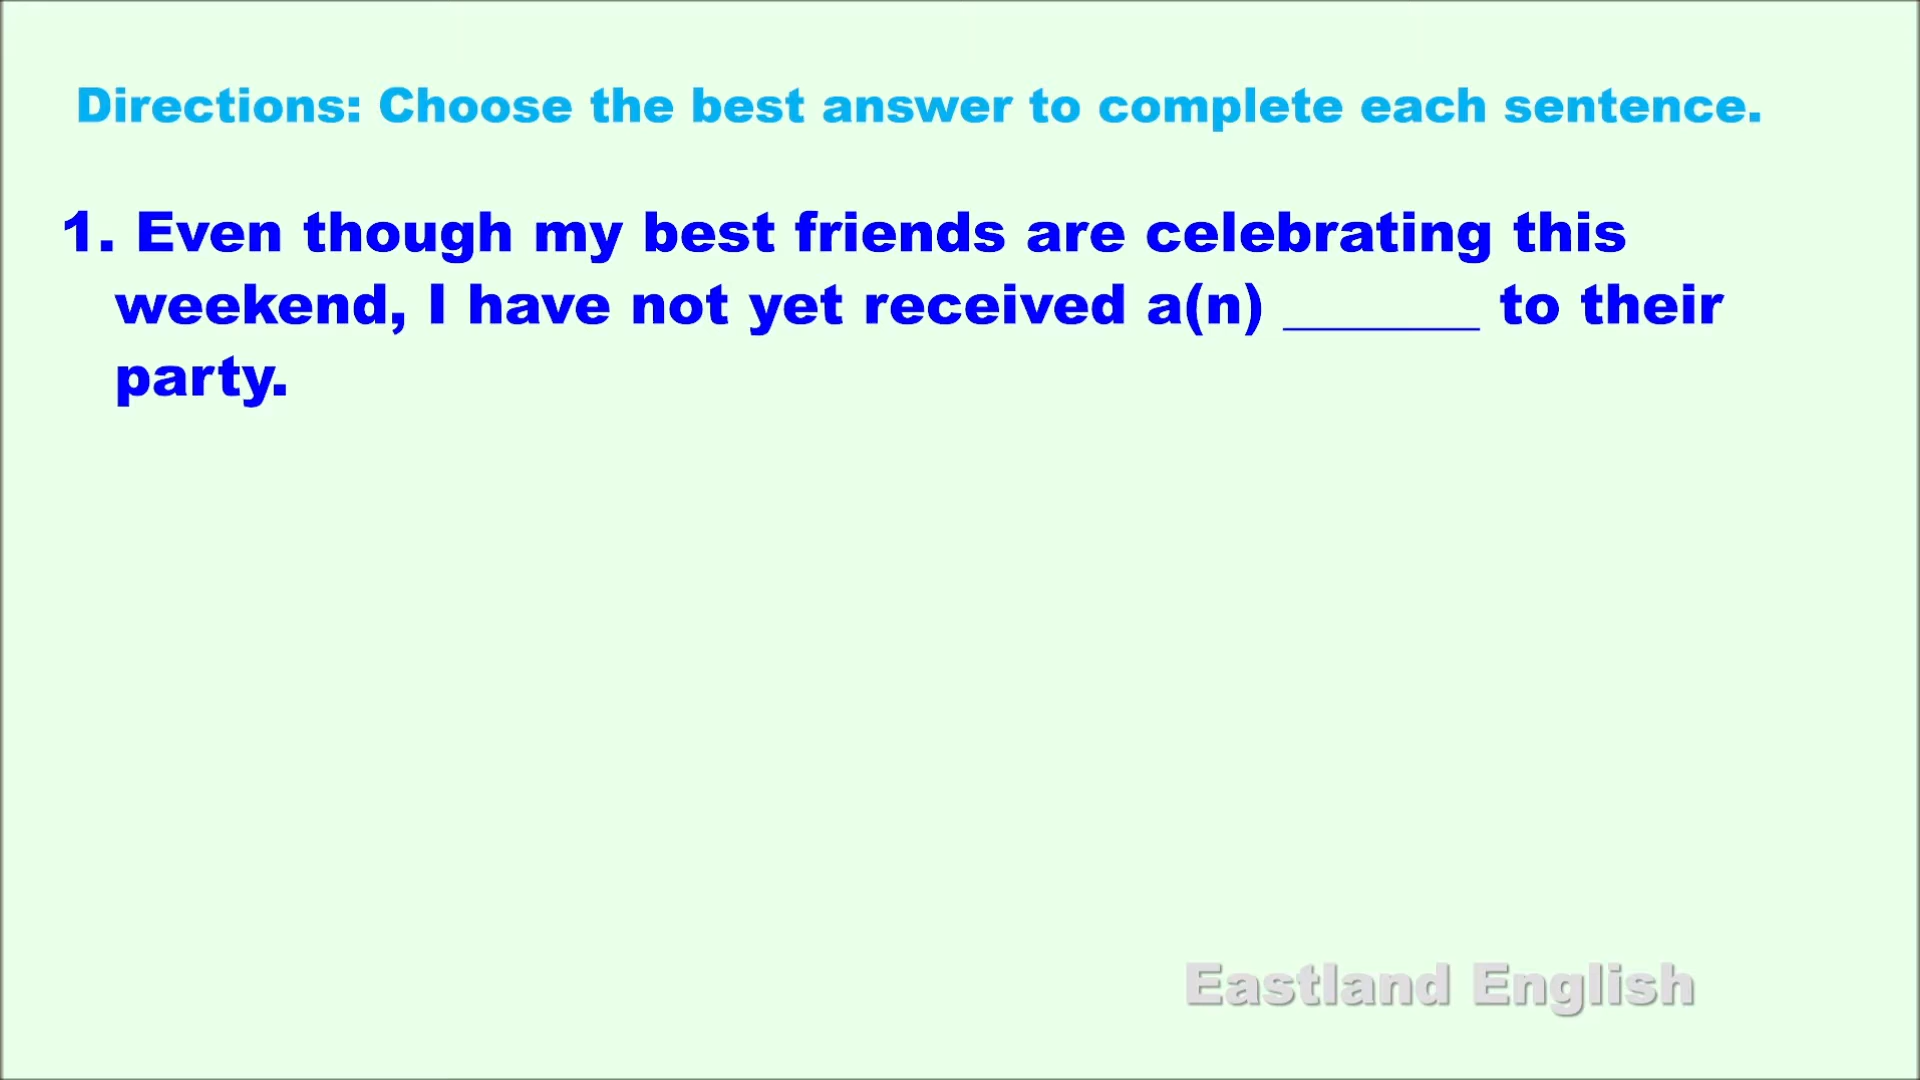 Directions: Choose the best answer to complete each sentence.
1. Even though my best friends are celebrating this
weekend, I have not yet received a(n) _______ to their
party.
Eastland English